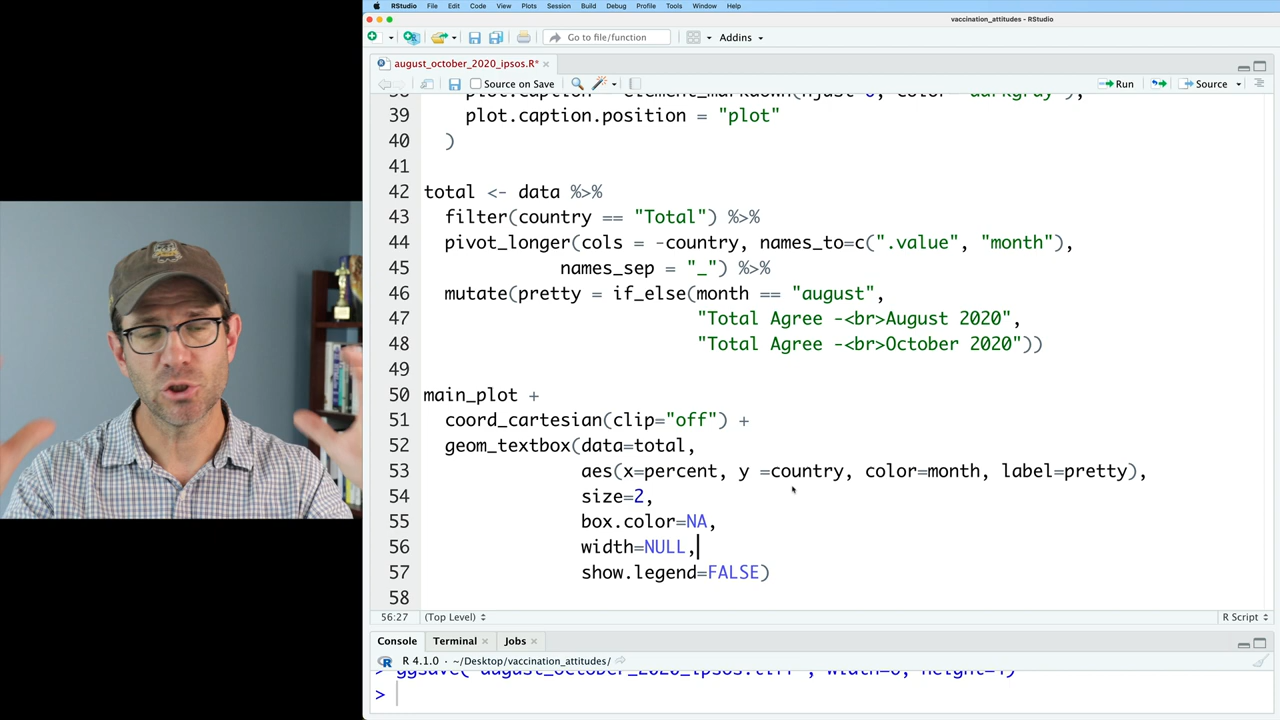 RStudio File Edit Code View Plots Session Build Debug Profile Tools Window Help
vaccination_attitudes - RStudio
Go to file/function Addins
august_october_2020_ipsos.R*
Source on Save Run Source
39 plot.caption.position = "plot"
40 )
41
42 total <- data %>%
43 filter(country == "Total") %>%
44 pivot_longer(cols = -country, names_to=c(".value", "month"),
45 names_sep = "_") %>%
46 mutate(pretty = if_else(month == "august",
47 "Total Agree -<br>August 2020",
48 "Total Agree -<br>October 2020"))
49
50 main_plot +
51 coord_cartesian(clip="off") +
52 geom_textbox(data=total,
53 aes(x=percent, y =country, color=month, label=pretty),
54 size=2,
55 box.color=NA,
56 width=NULL,
57 show.legend=FALSE)
58
56:27 (Top Level) R Script
Console Terminal Jobs
R 4.1.0 · ~/Desktop/vaccination_attitudes/
>